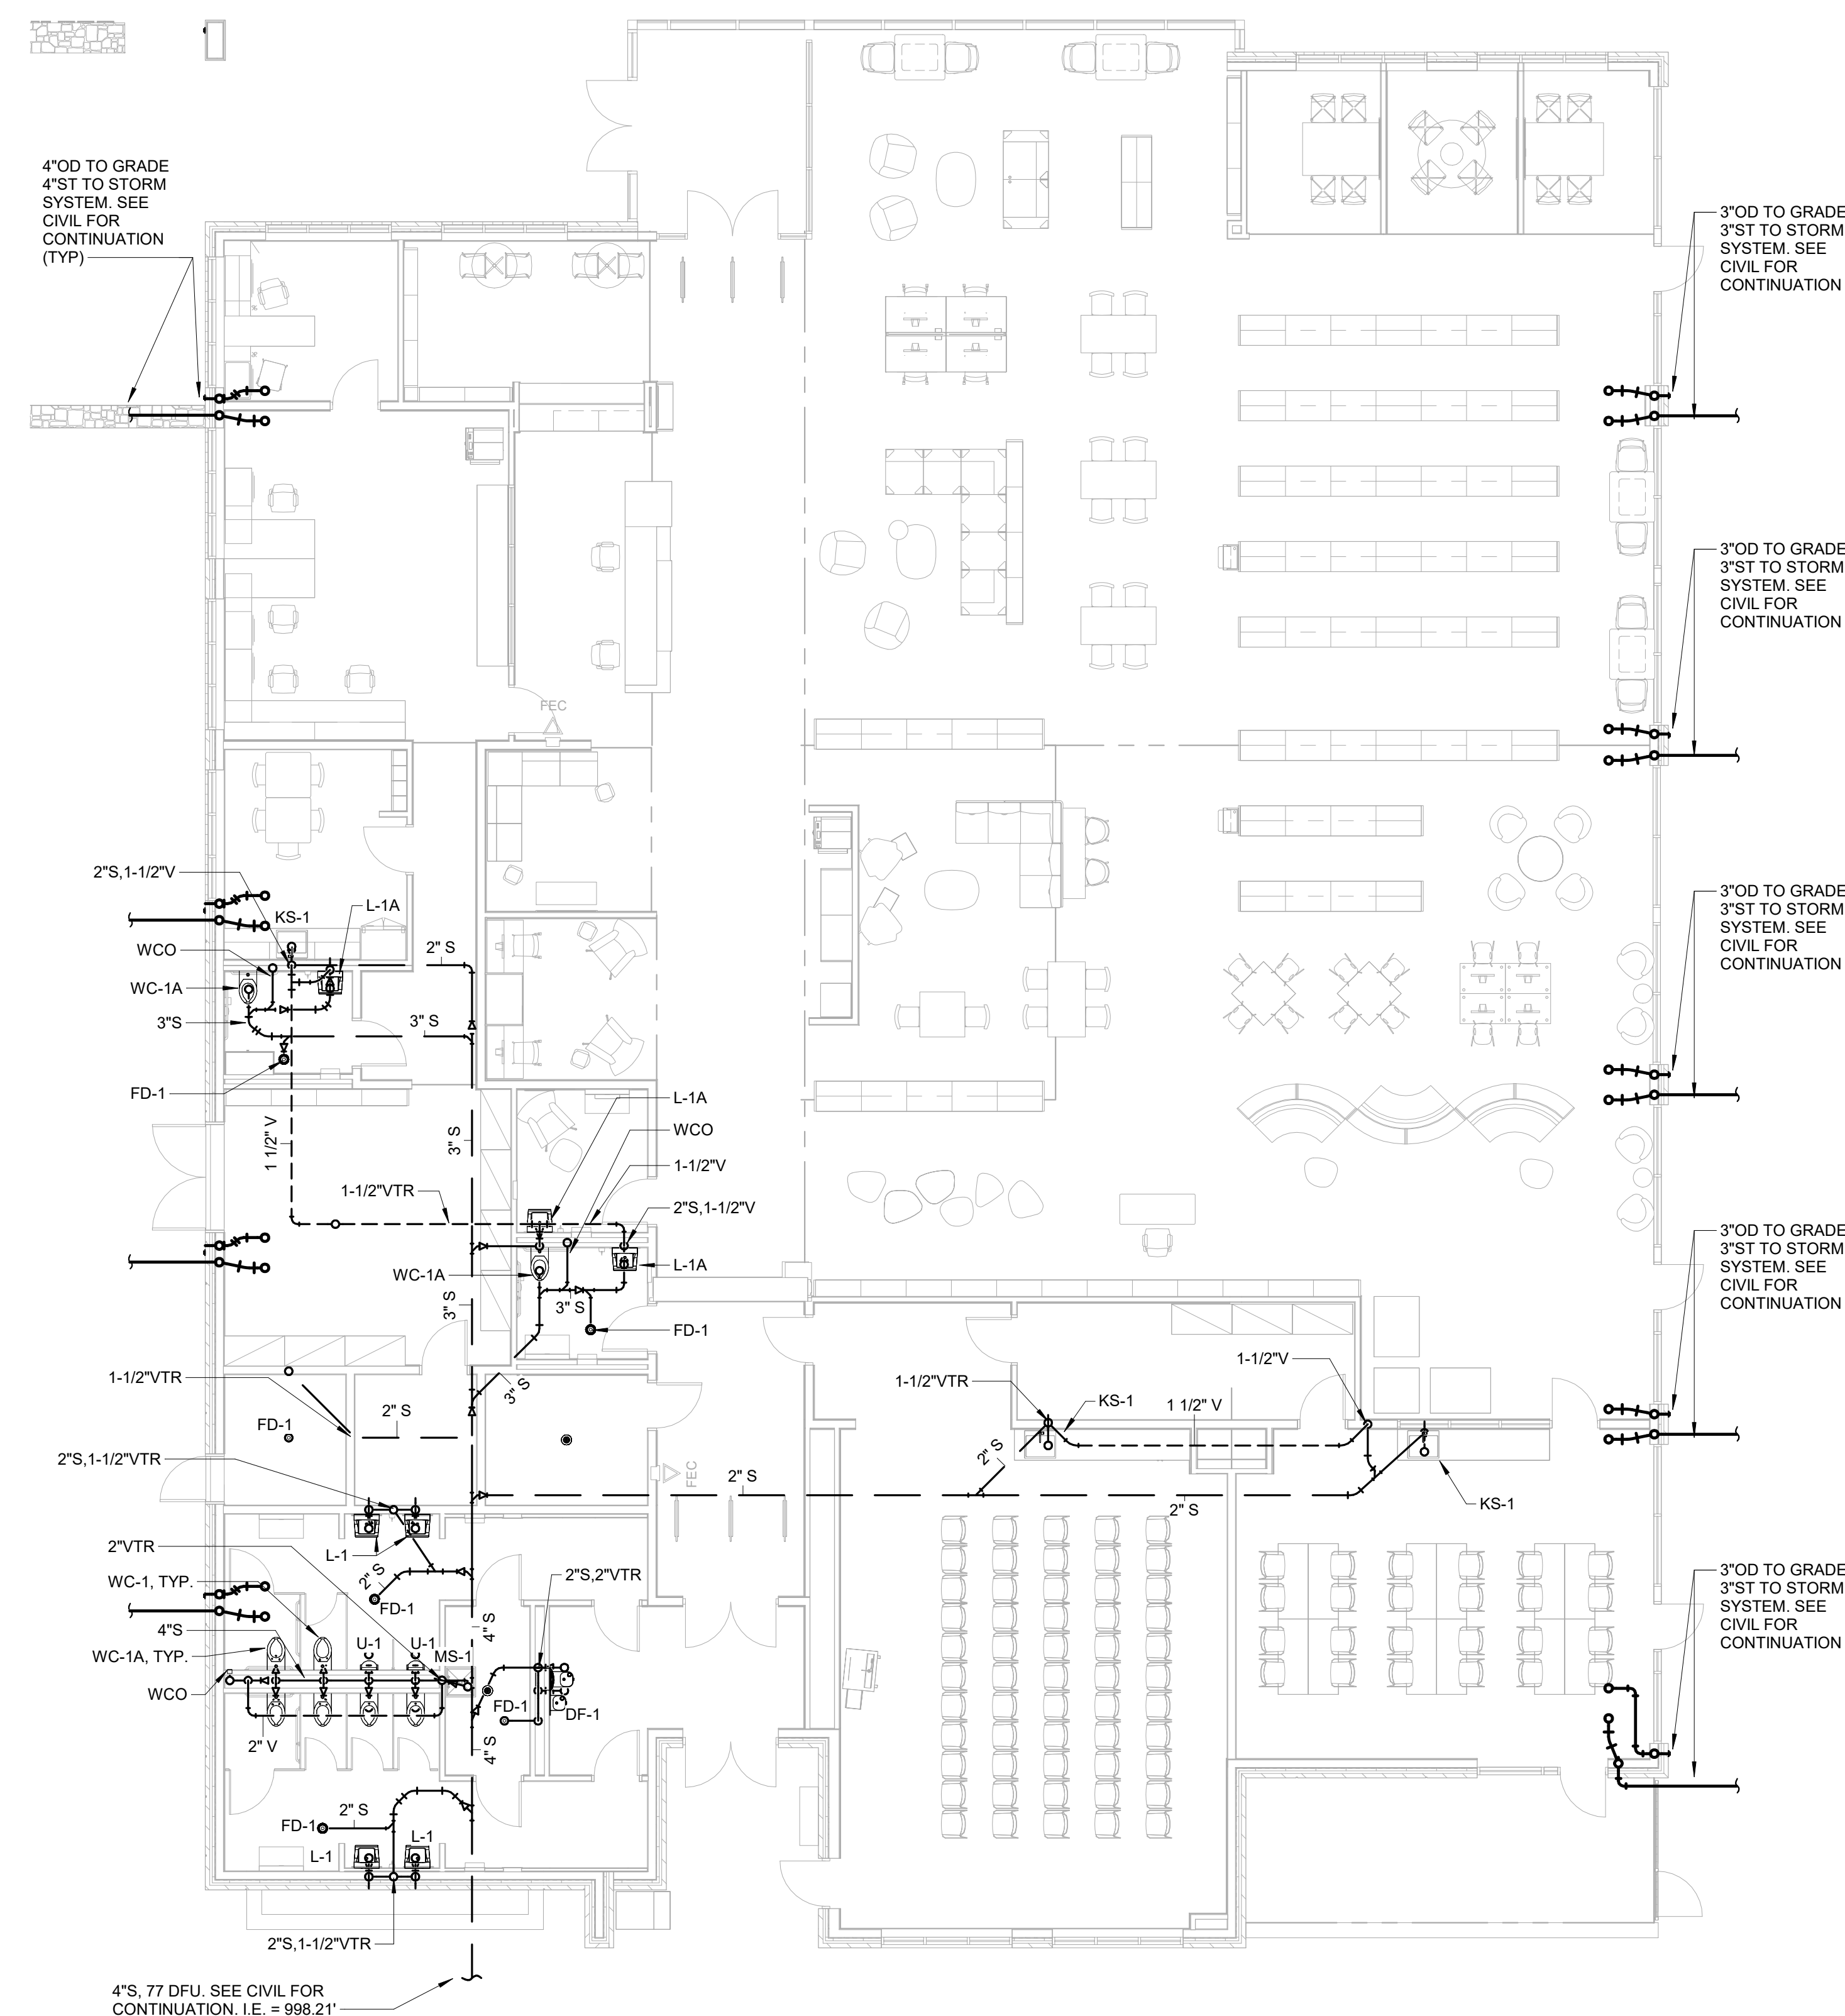 4"OD TO GRADE
4"ST TO STORM
SYSTEM. SEE
CIVIL FOR
CONTINUATION
(TYP)
3"OD TO GRADE
3"ST TO STORM
SYSTEM. SEE
CIVIL FOR
CONTINUATION
3"OD TO GRADE
3"ST TO STORM
SYSTEM. SEE
CIVIL FOR
CONTINUATION
FEC
2"S,1-1/2"V
KS-1
L-1A
WCO
2" S
WC-1A
3"S
3" S
FD-1
3"OD TO GRADE
3"ST TO STORM
SYSTEM. SEE
CIVIL FOR
CONTINUATION
L-1A
WCO
1 1/2" V
3" S
1-1/2"V
1-1/2"VTR
2"S,1-1/2"V
L-1A
WC-1A
3" S
3" S
FD-1
3"OD TO GRADE
3"ST TO STORM
SYSTEM. SEE
CIVIL FOR
CONTINUATION
1-1/2"VTR
3" S
2" S
FD-1
1-1/2"V
1-1/2"VTR
KS-1
1 1/2" V
2"S,1-1/2"VTR
FEC
2" S
2" S
2" S
KS-1
2"VTR
L-1
WC-1, TYP.
2" S
FD-1
2"S,2"VTR
4"S
4" S
WC-1A, TYP.
U-1
U-1
MS-1
WCO
FD-1
DF-1
2" V
4" S
3"OD TO GRADE
3"ST TO STORM
SYSTEM. SEE
CIVIL FOR
CONTINUATION
2" S
FD-1
L-1
L-1
2"S,1-1/2"VTR
4"S, 77 DFU. SEE CIVIL FOR
CONTINUATION. I.E. = 998.21'